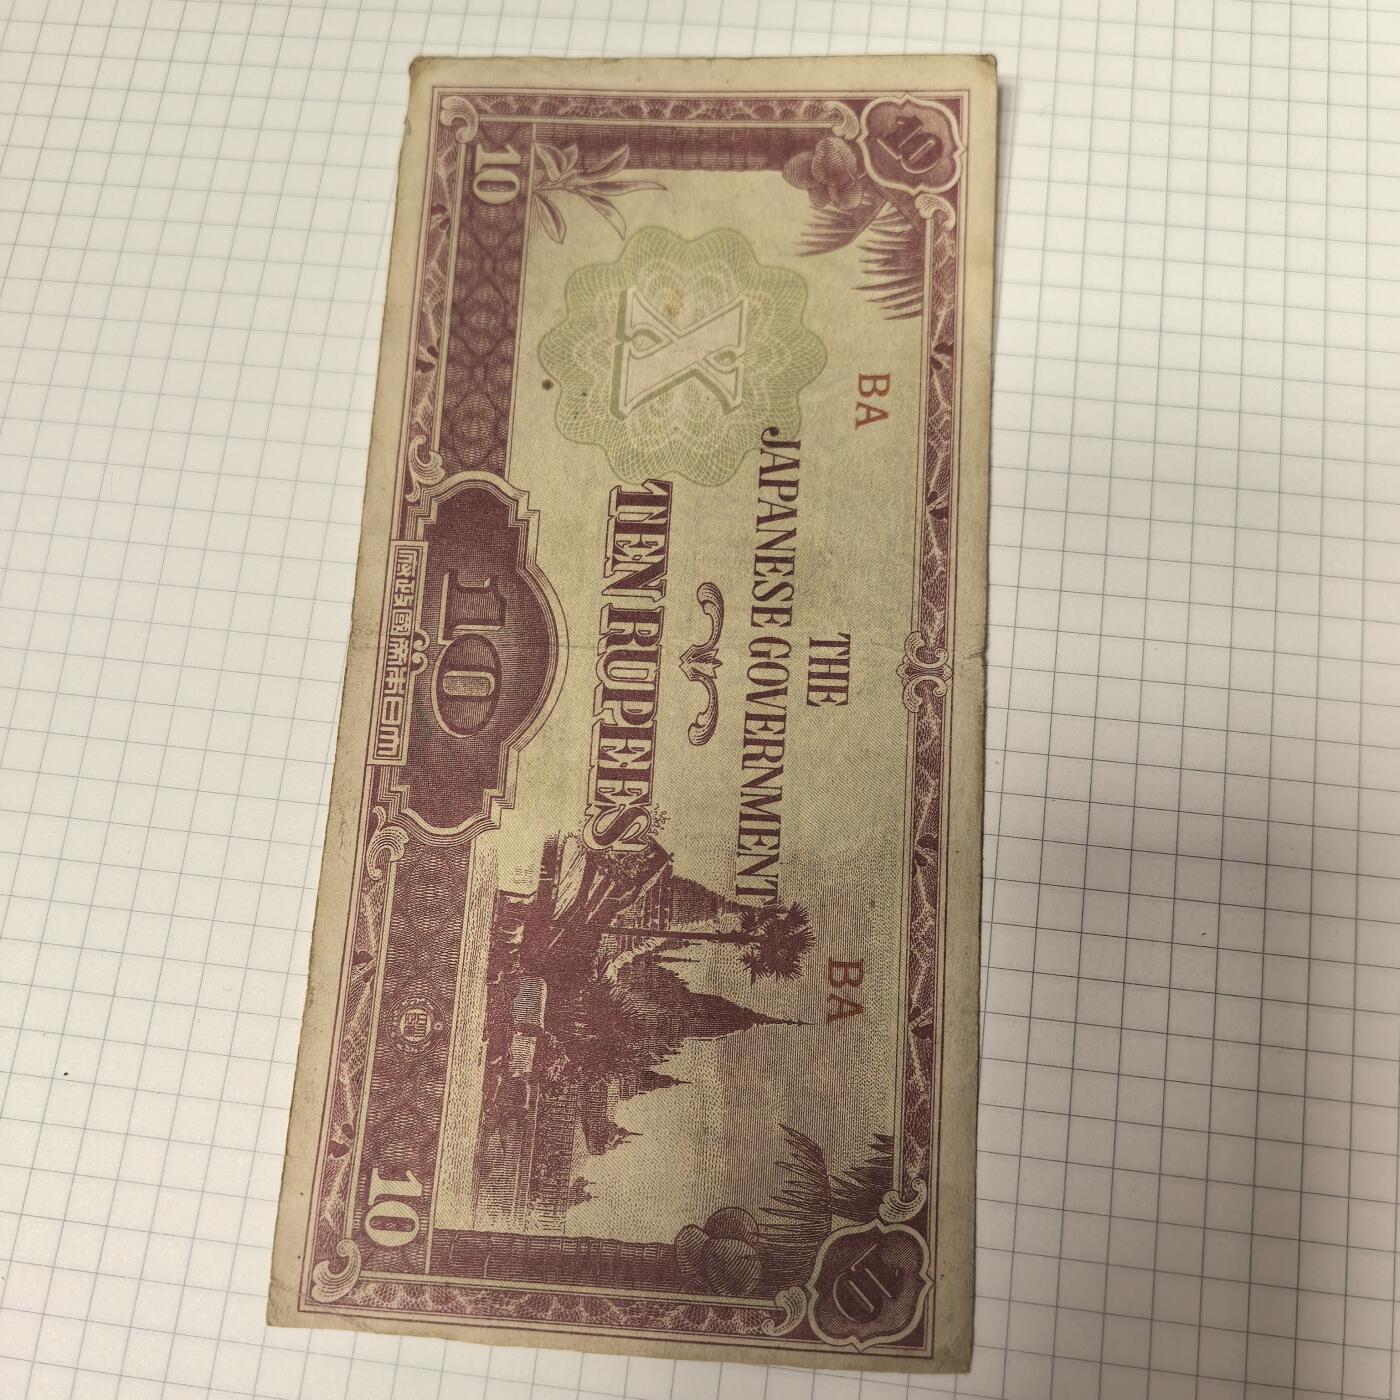 10 10
BA BA
THE
JAPANESE GOVERNMENT
X
TEN RUPEES
10 10 10
大日本帝國政府